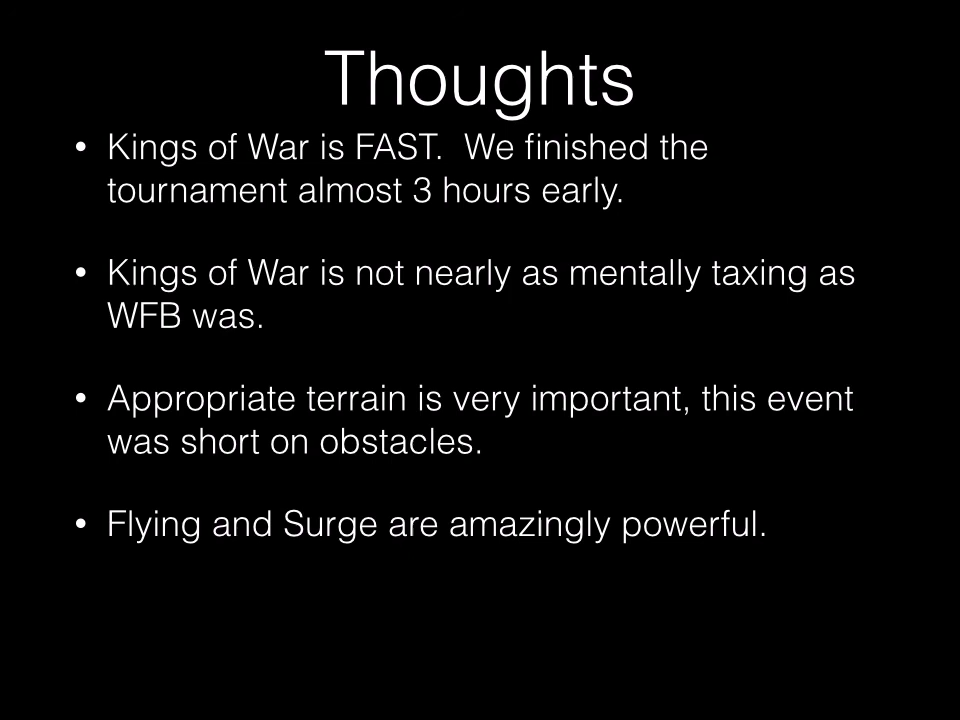 Thoughts
• Kings of War is FAST.  We finished the
tournament almost 3 hours early.
• Kings of War is not nearly as mentally taxing as
WFB was.
• Appropriate terrain is very important, this event
was short on obstacles.
• Flying and Surge are amazingly powerful.